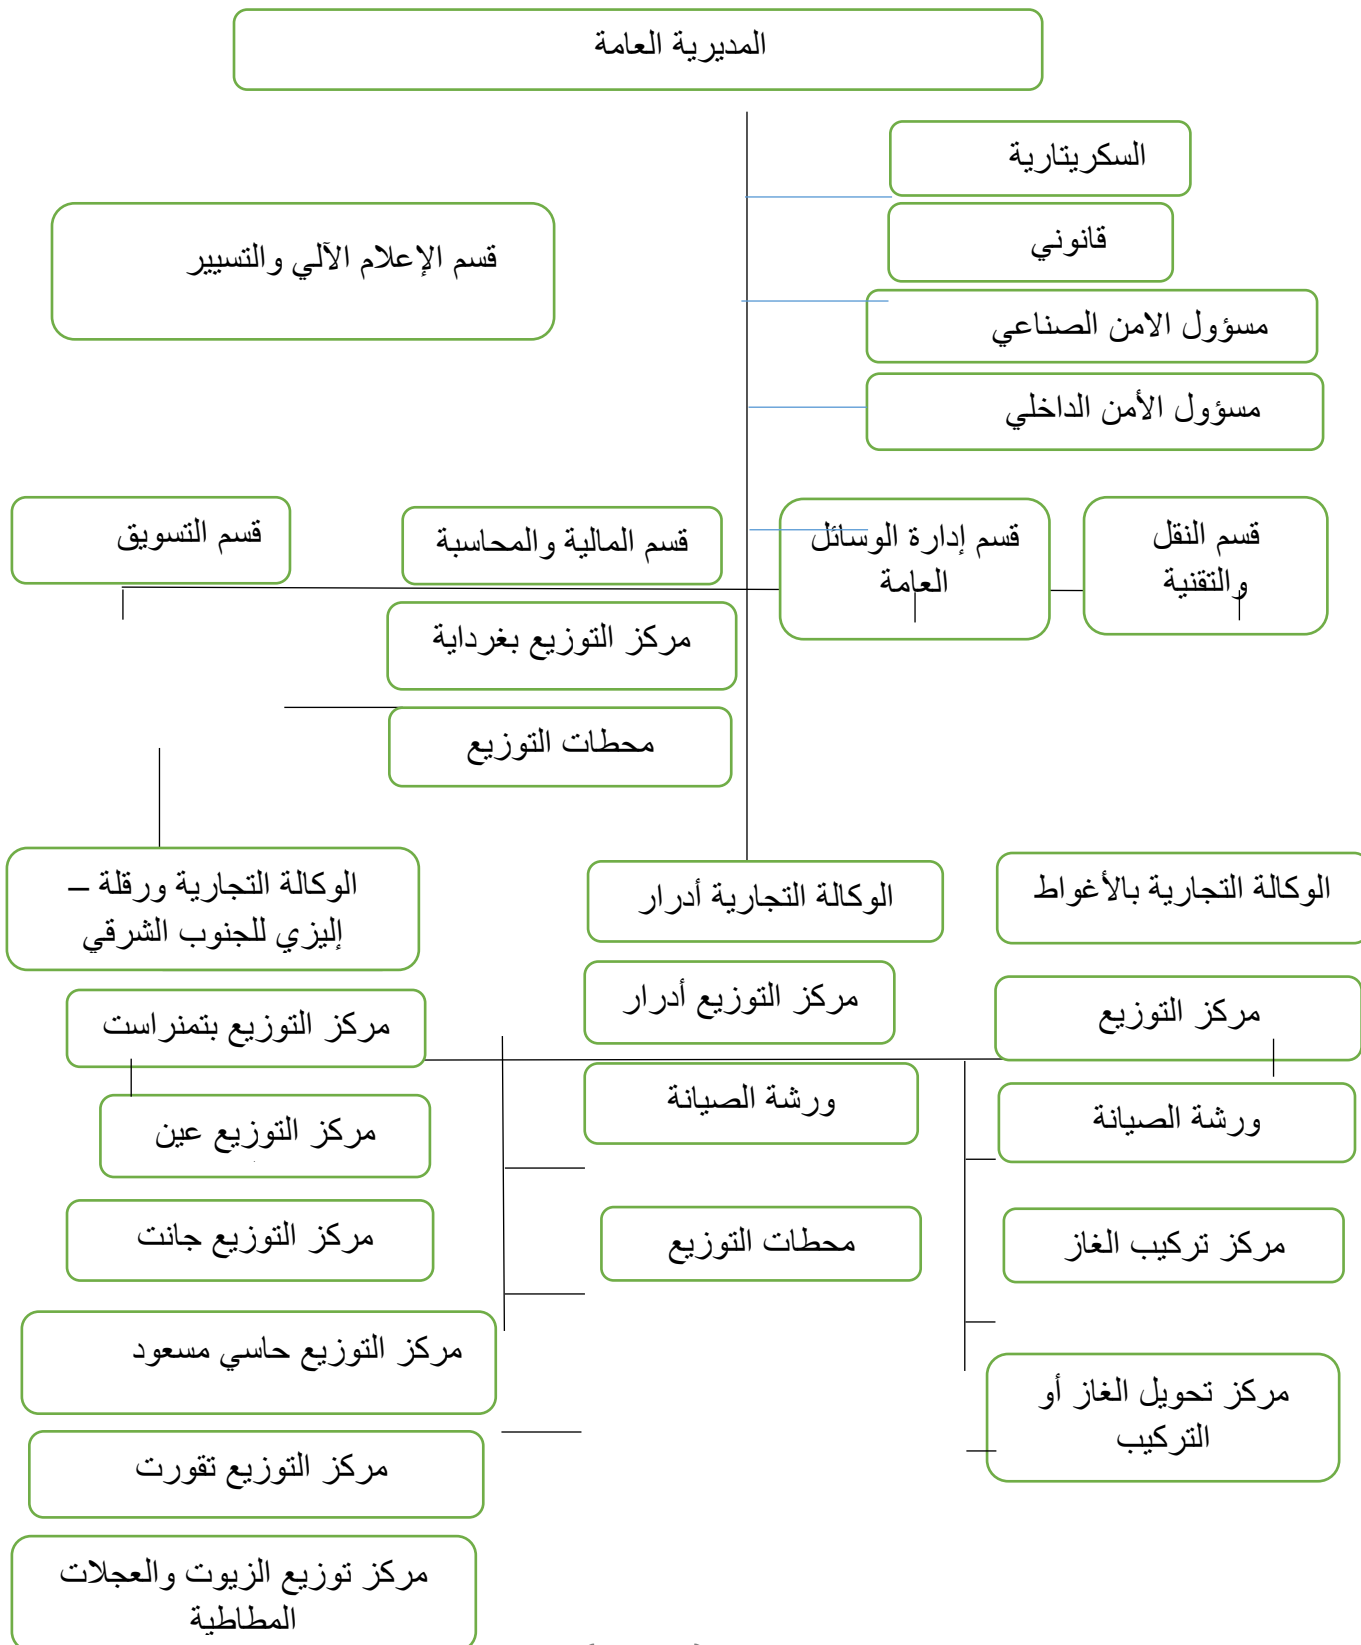 المديرية العامة
السكريتارية
قانوني
قسم الإعلام الآلي والتسيير
مسؤول الامن الصناعي
مسؤول الأمن الداخلي
قسم النقل
والتقنية
قسم إدارة الوسائل
العامة
قسم المالية والمحاسبة
قسم التسويق
مركز التوزيع بغرداية
محطات التوزيع
الوكالة التجارية بالأغواط
مركز التوزيع
ورشة الصيانة
مركز تركيب الغاز
مركز تحويل الغاز أو
التركيب
الوكالة التجارية أدرار
مركز التوزيع أدرار
ورشة الصيانة
محطات التوزيع
الوكالة التجارية ورقلة –
إليزي للجنوب الشرقي
مركز التوزيع بتمنراست
مركز التوزيع عين
مركز التوزيع جانت
مركز التوزيع حاسي مسعود
مركز التوزيع تقورت
مركز توزيع الزيوت والعجلات
المطاطية